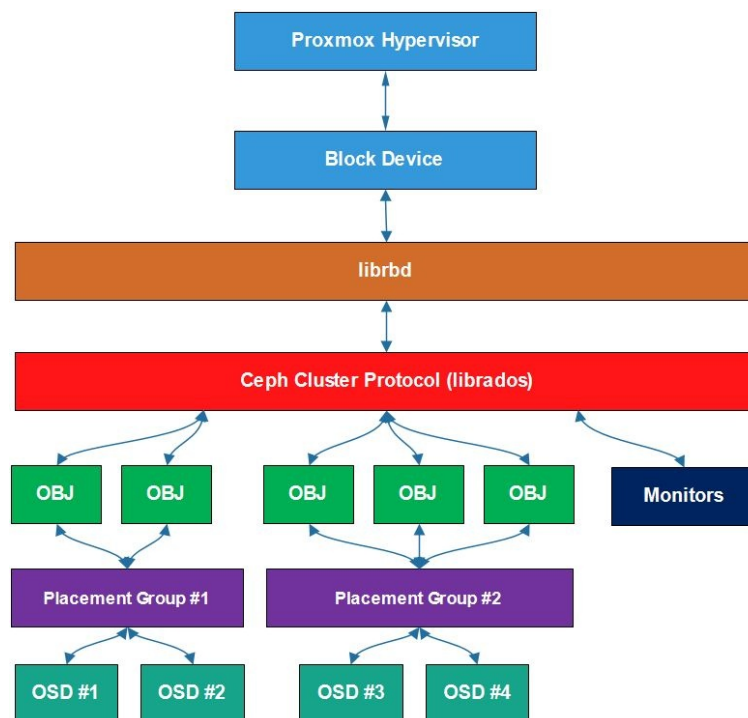 Proxmox Hypervisor
Block Device
librbd
Ceph Cluster Protocol (librados)
OBJ
OBJ
OBJ
OBJ
OBJ
Monitors
Placement Group #1
Placement Group #2
OSD #1
OSD #2
OSD #3
OSD #4